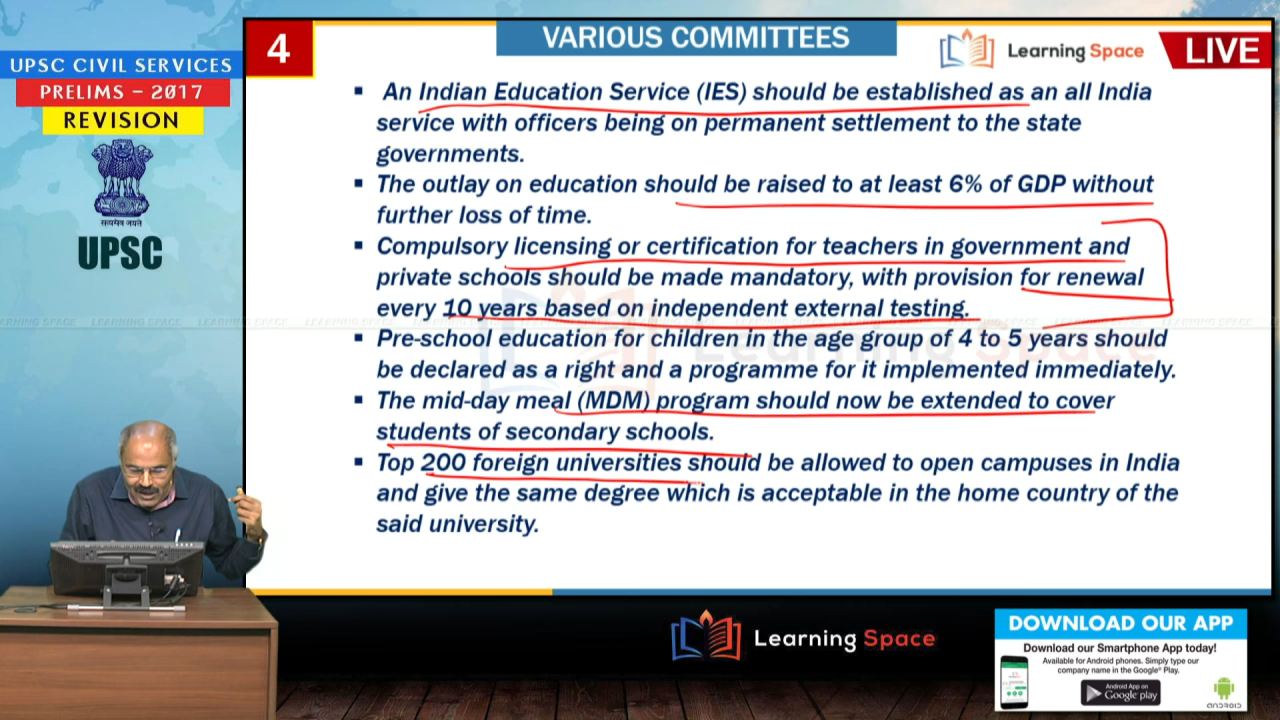 4
VARIOUS COMMITTEES
Learning Space
LIVE
UPSC CIVIL SERVICES
PRELIMS – 2017
REVISION
सत्यमेव जयते
UPSC
An Indian Education Service (IES) should be established as an all India
service with officers being on permanent settlement to the state
governments.
The outlay on education should be raised to at least 6% of GDP without
further loss of time.
Compulsory licensing or certification for teachers in government and
private schools should be made mandatory, with provision for renewal
every 10 years based on independent external testing.
Pre-school education for children in the age group of 4 to 5 years should
be declared as a right and a programme for it implemented immediately.
The mid-day meal (MDM) program should now be extended to cover
students of secondary schools.
Top 200 foreign universities should be allowed to open campuses in India
and give the same degree which is acceptable in the home country of the
said university.
Learning Space
DOWNLOAD OUR APP
Download our Smartphone App today!
Available for Android phones. Simply type our
company name in the Google® Play.
Android App on
Google play
ANDROID